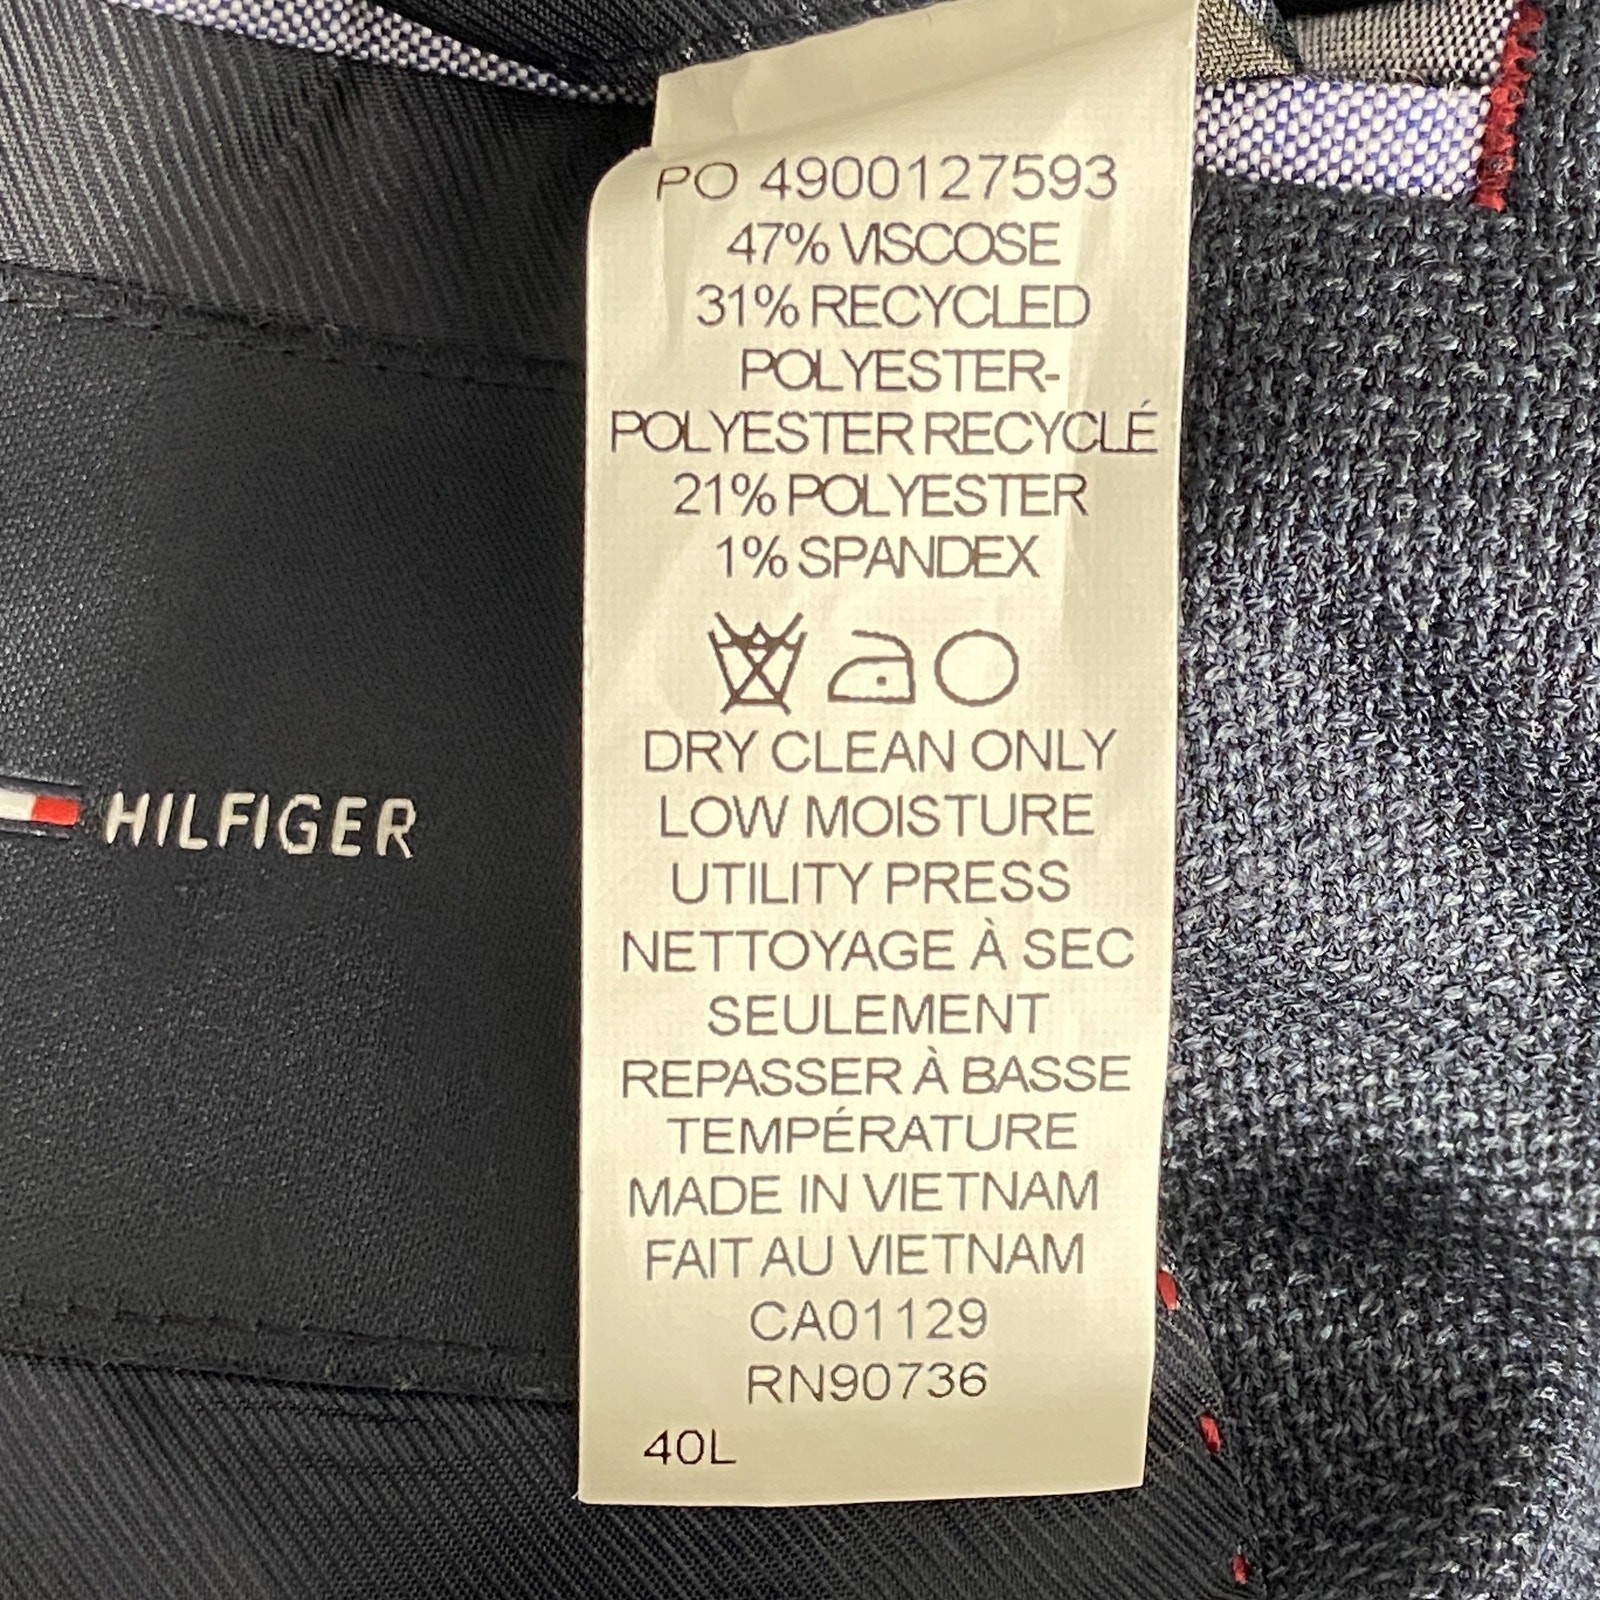 PO 4900127593
47% VISCOSE
31% RECYCLED
POLYESTER-
POLYESTER RECYCLÉ
21% POLYESTER
1% SPANDEX
DRY CLEAN ONLY
LOW MOISTURE
UTILITY PRESS
NETTOYAGE À SEC
SEULEMENT
REPASSER À BASSE
TEMPÉRATURE
MADE IN VIETNAM
FAIT AU VIETNAM
CA01129
RN90736
40L
HILFIGER